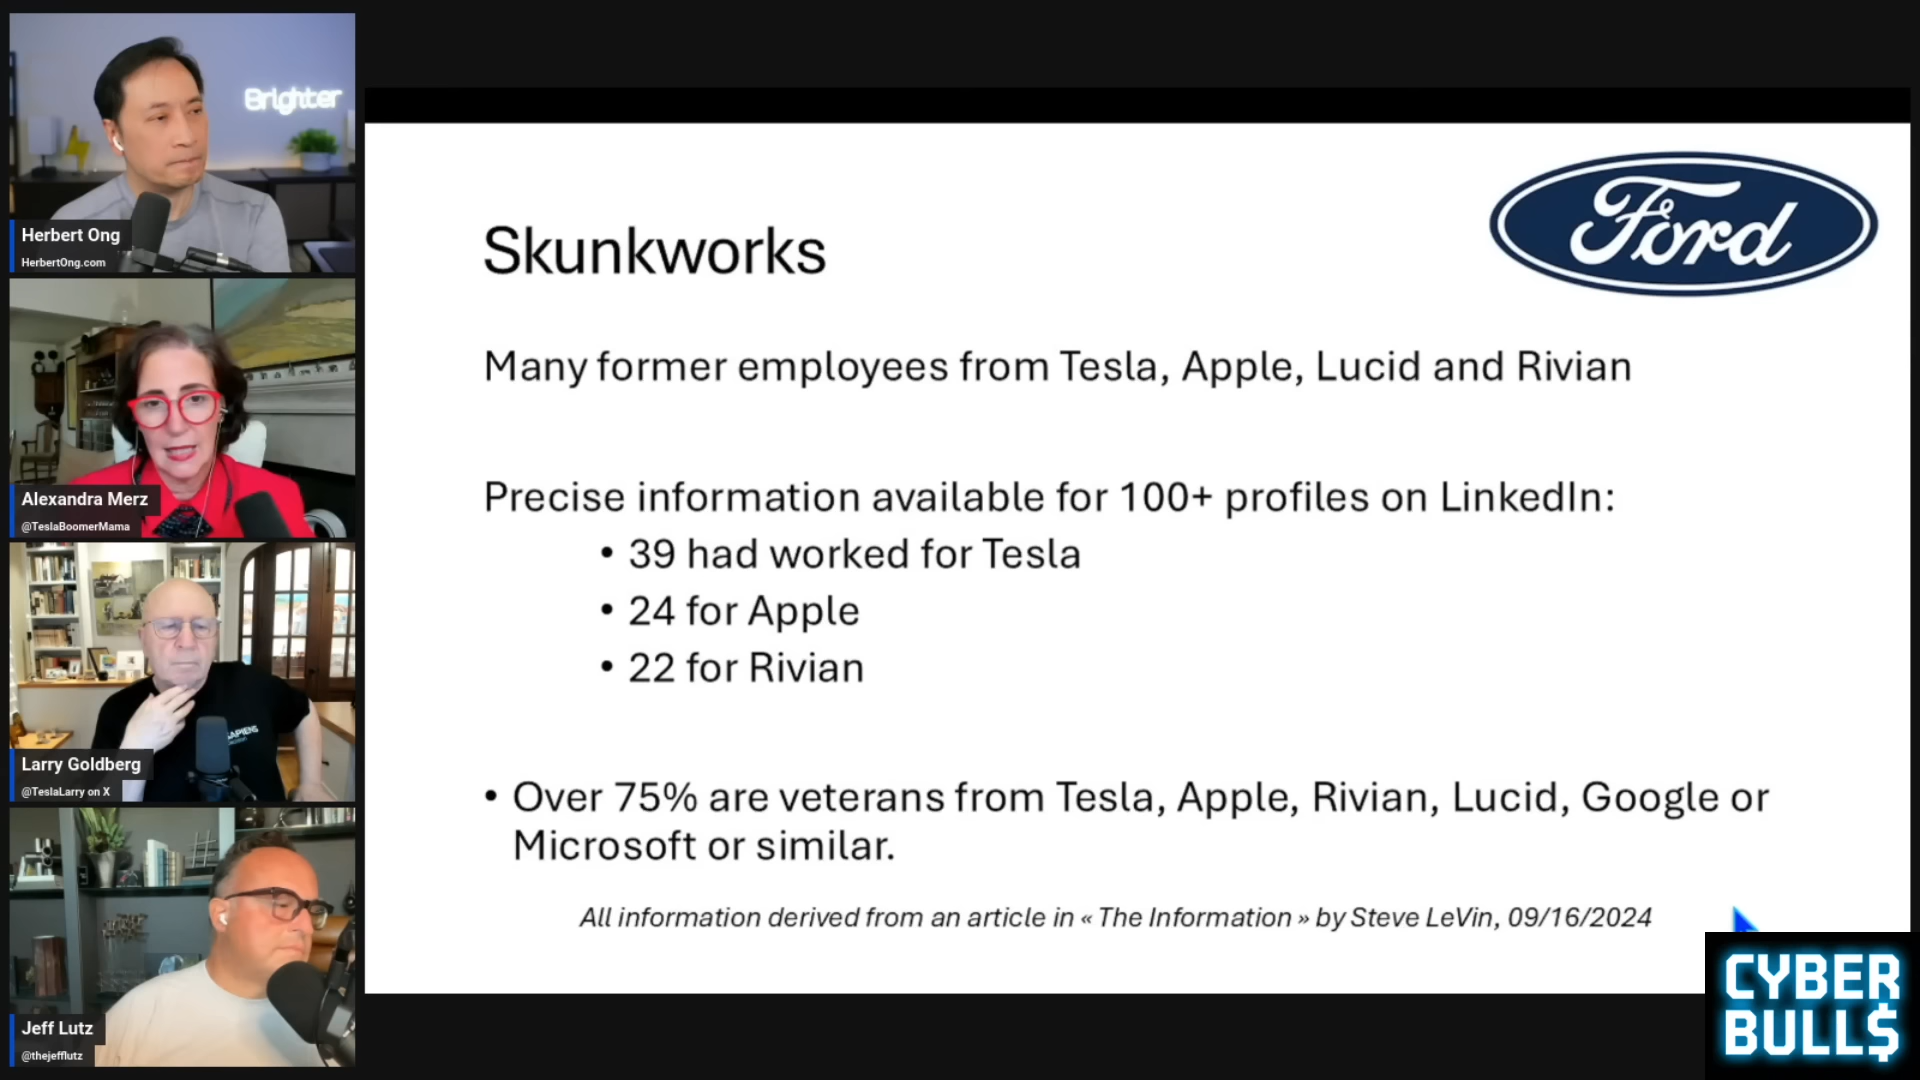 Brighter
Herbert Ong
HerbertOng.com
Alexandra Merz
@TeslaBoomerMama
Larry Goldberg
@TeslaLarry on X
Jeff Lutz
@thejefflutz
Ford
Skunkworks
Many former employees from Tesla, Apple, Lucid and Rivian
Precise information available for 100+ profiles on LinkedIn:
• 39 had worked for Tesla
• 24 for Apple
• 22 for Rivian
• Over 75% are veterans from Tesla, Apple, Rivian, Lucid, Google or
Microsoft or similar.
All information derived from an article in « The Information » by Steve LeVin, 09/16/2024
CYBER
BULL$